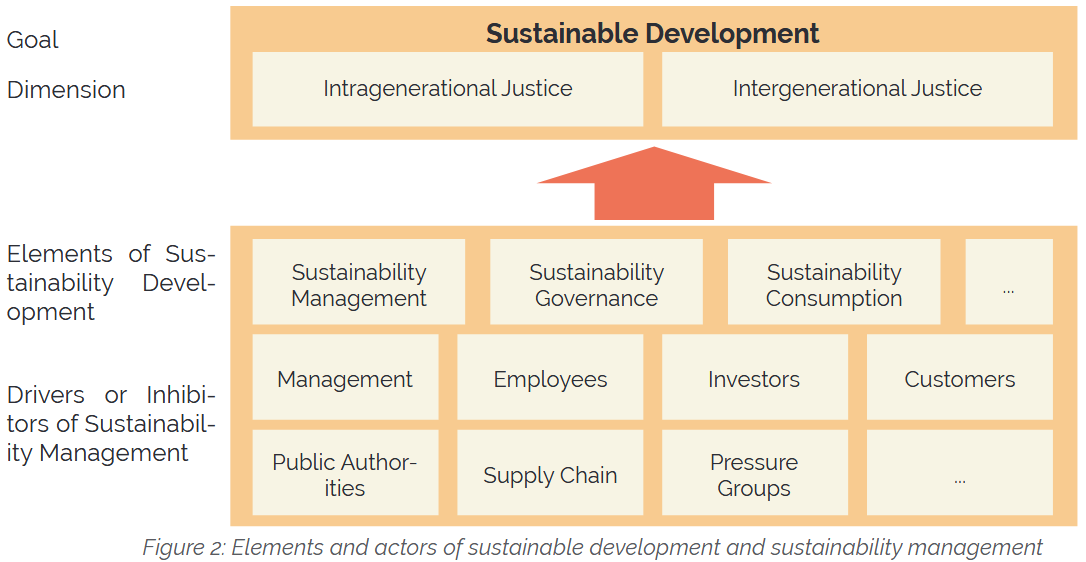 Goal
Sustainable Development
Dimension
Intragenerational Justice
Intergenerational Justice
Elements of Sus-
tainability Devel-
opment
Sustainability
Management
Sustainability
Governance
Sustainability
Consumption
...
Drivers or Inhibi-
tors of Sustainabil-
ity Management
Management
Employees
Investors
Customers
Public Author-
ities
Supply Chain
Pressure
Groups
...
Figure 2: Elements and actors of sustainable development and sustainability management